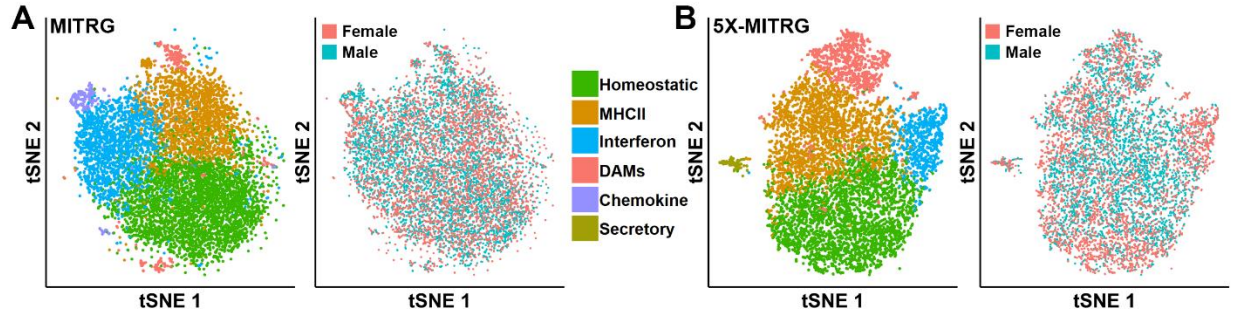 A
MITRG
tSNE 2
tSNE 1
Female
Male
tSNE 2
tSNE 1
Homeostatic
MHCII
Interferon
DAMs
Chemokine
Secretory
B
5X-MITRG
tSNE 2
tSNE 1
Female
Male
tSNE 2
tSNE 1